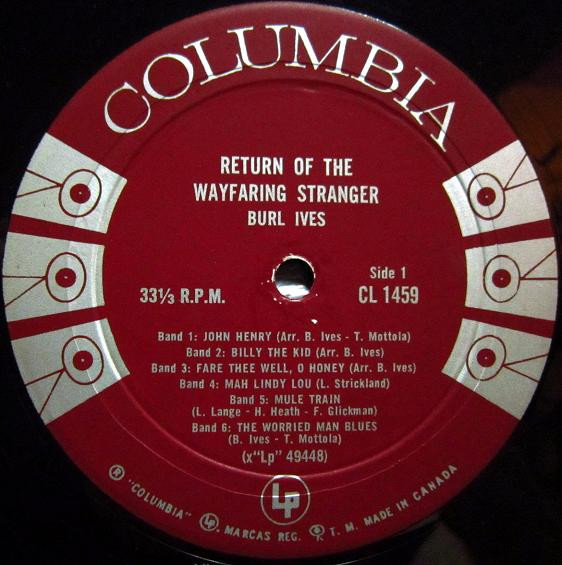 COLUMBIA
RETURN OF THE
WAYFARING STRANGER
BURL IVES
33⅓ R.P.M.
Side 1
CL 1459
Band 1: JOHN HENRY (Arr. B. Ives - T. Mottola)
Band 2: BILLY THE KID (Arr. B. Ives)
Band 3: FARE THEE WELL, O HONEY (Arr. B. Ives)
Band 4: MAH LINDY LOU (L. Strickland)
Band 5: MULE TRAIN
(L. Lange - H. Heath - F. Glickman)
Band 6: THE WORRIED MAN BLUES
(B. Ives - T. Mottola)
(x"Lp" 49448)
Lp
® "COLUMBIA" Lp. MARCAS REG. T. M. MADE IN CANADA